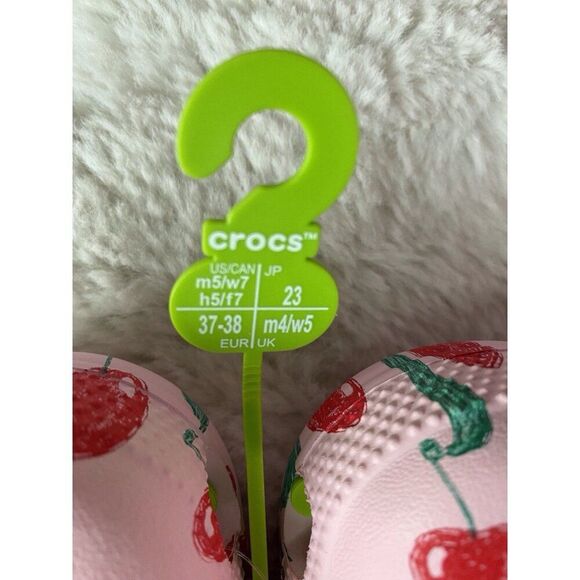 crocs™
US/CAN JP
m5/w7
h5/f7 23
37-38 m4/w5
EUR UK